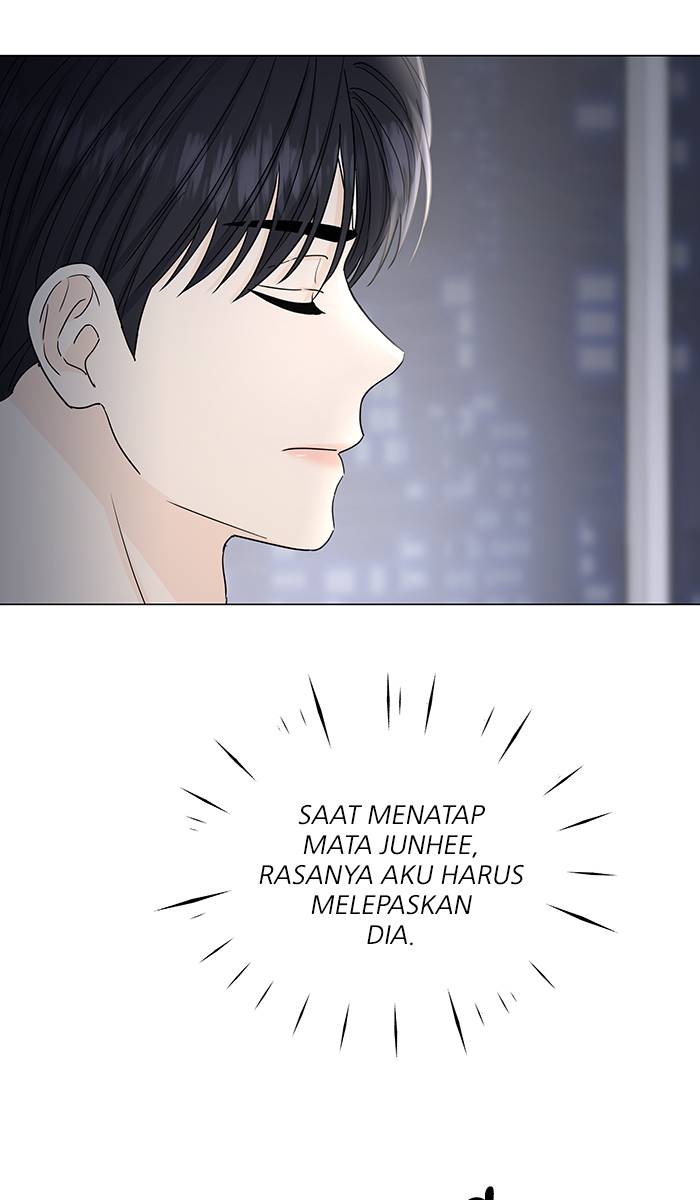 SAAT MENATAP
MATA JUNHEE,
RASANYA AKU HARUS
MELEPASKAN
DIA.